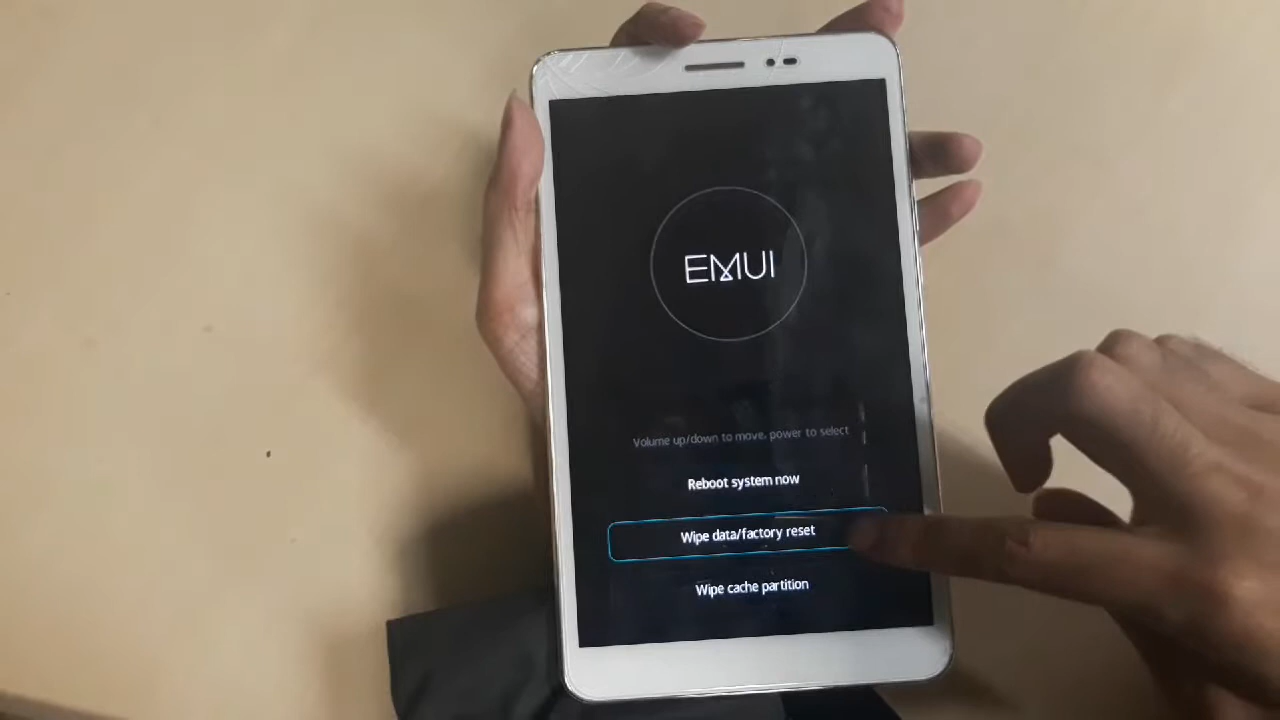 EMUI
Volume up/down to move, power to select
Reboot system now
Wipe data/factory reset
Wipe cache partition